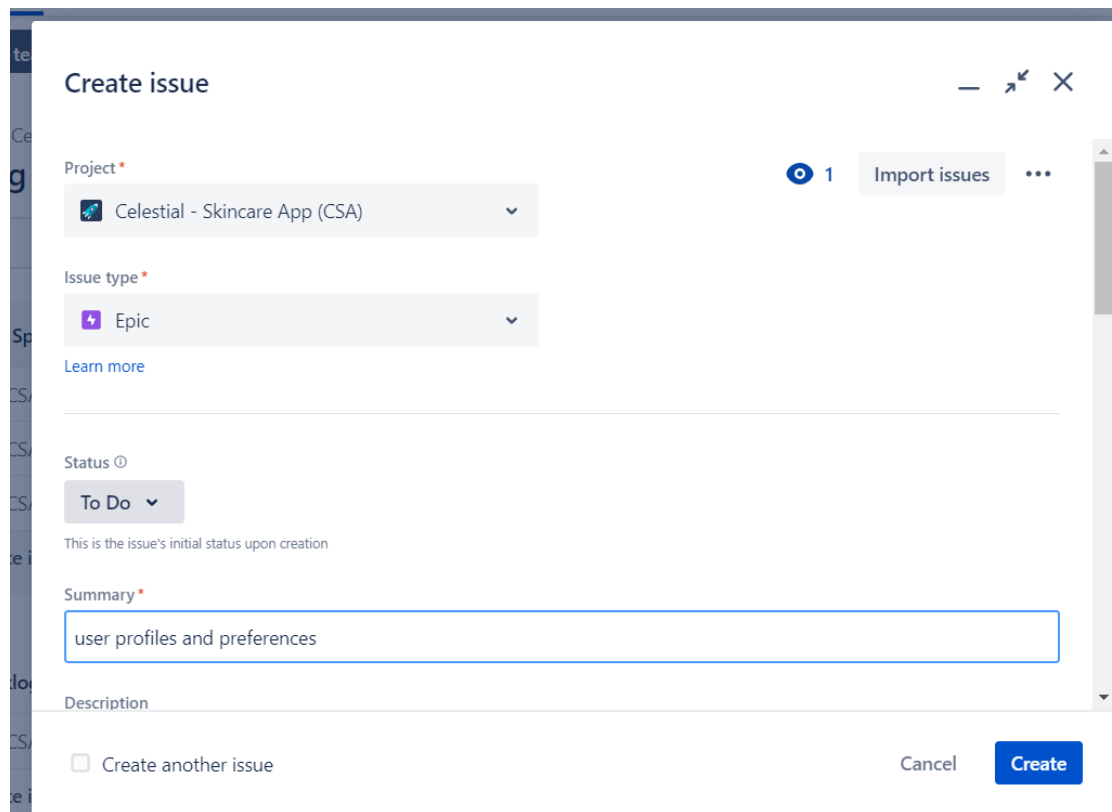 Create issue
Project *
1 Import issues
Celestial - Skincare App (CSA)
Issue type *
Epic
Learn more
Status
To Do
This is the issue's initial status upon creation
Summary *
user profiles and preferences
Description
Create another issue
Cancel Create